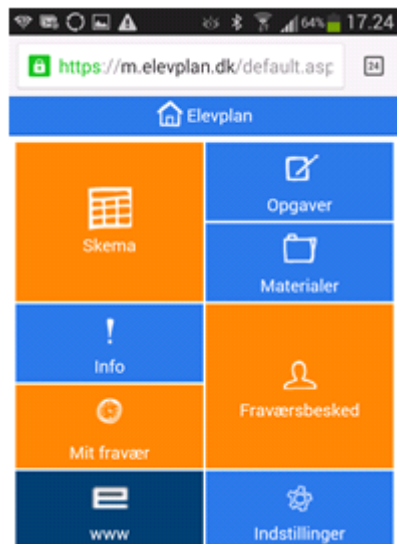 64% 17.24
https://m.elevplan.dk/default.asp
24
Elevplan
Skema
Opgaver
Materialer
Info
Fraværsbesked
Mit fravær
www
Indstillinger